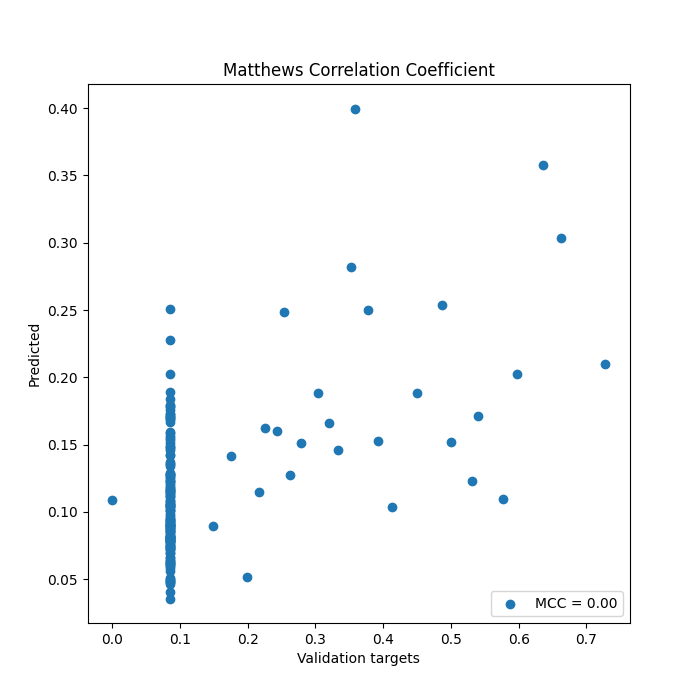 Matthews Correlation Coefficient
0.40
0.35
0.30
0.25
0.20
0.15
0.10
0.05
Predicted
MCC = 0.00
0.0 0.1 0.2 0.3 0.4 0.5 0.6 0.7
Validation targets